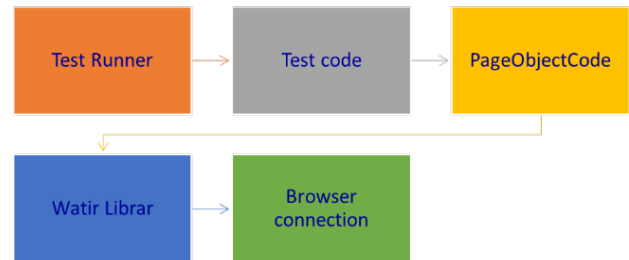 Test Runner
Test code
PageObjectCode
Watir Librar
Browser
connection